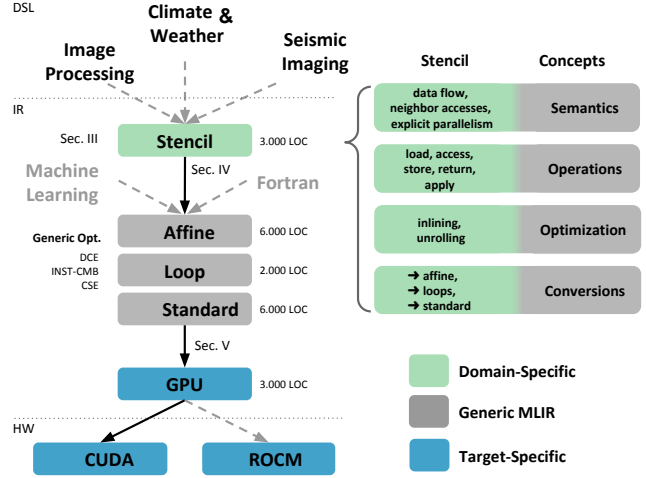 DSL
Climate &
Weather
Image
Processing
Seismic
Imaging
IR
Sec. III
Stencil
3.000 LOC
Sec. IV
Machine
Learning
Fortran
Generic Opt.
DCE
INST-CMB
CSE
Affine
6.000 LOC
Loop
2.000 LOC
Standard
6.000 LOC
Sec. V
GPU
3.000 LOC
HW
CUDA
ROCM
Stencil
Concepts
data flow,
neighbor accesses,
explicit parallelism
Semantics
load, access,
store, return,
apply
Operations
inlining,
unrolling
Optimization
➔ affine,
➔ loops,
➔ standard
Conversions
Domain-Specific
Generic MLIR
Target-Specific